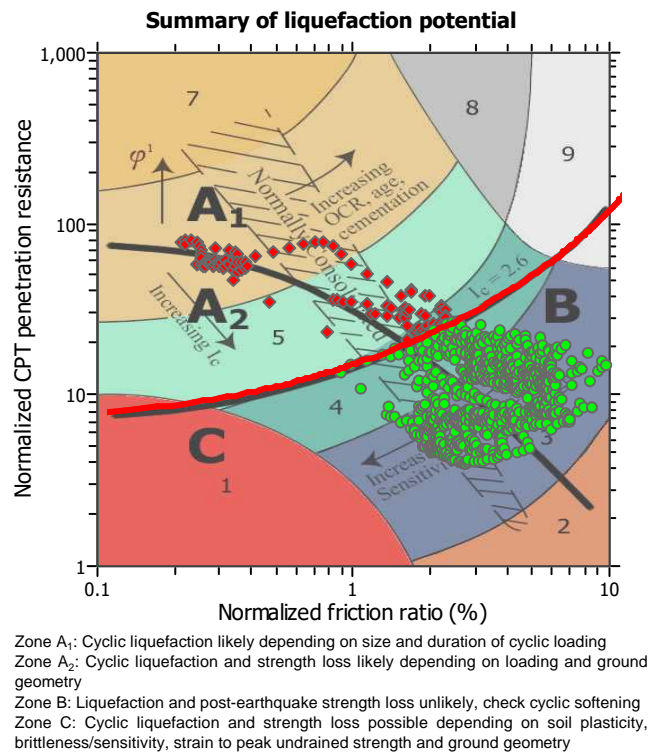 Summary of liquefaction potential
Normalized CPT penetration resistance
1,000
100
10
1
7
8
9
φ¹
A₁
Normally Consolidated
Increasing
OCR, age,
cementation
A₂
Increasing Ic
5
Ic = 2.6
B
4
C
1
Increasing
Sensitivity
3
2
0.1
1
10
Normalized friction ratio (%)
Zone A₁: Cyclic liquefaction likely depending on size and duration of cyclic loading
Zone A₂: Cyclic liquefaction and strength loss likely depending on loading and ground
geometry
Zone B: Liquefaction and post-earthquake strength loss unlikely, check cyclic softening
Zone C: Cyclic liquefaction and strength loss possible depending on soil plasticity,
brittleness/sensitivity, strain to peak undrained strength and ground geometry